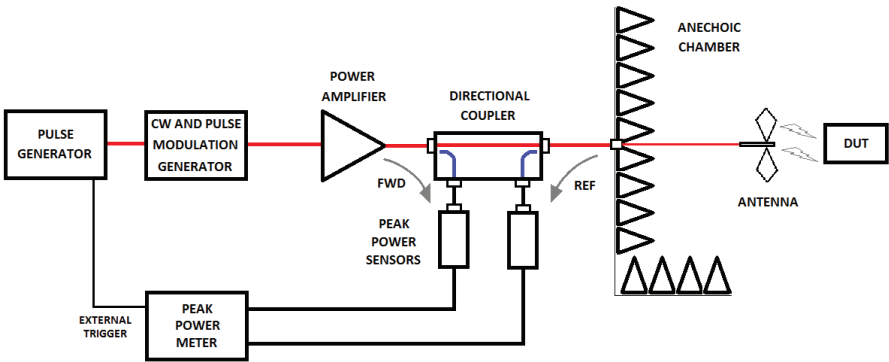 ANECHOIC
CHAMBER
POWER
AMPLIFIER
DIRECTIONAL
COUPLER
PULSE
GENERATOR
CW AND PULSE
MODULATION
GENERATOR
DUT
FWD
REF
ANTENNA
PEAK
POWER
SENSORS
EXTERNAL
TRIGGER
PEAK
POWER
METER